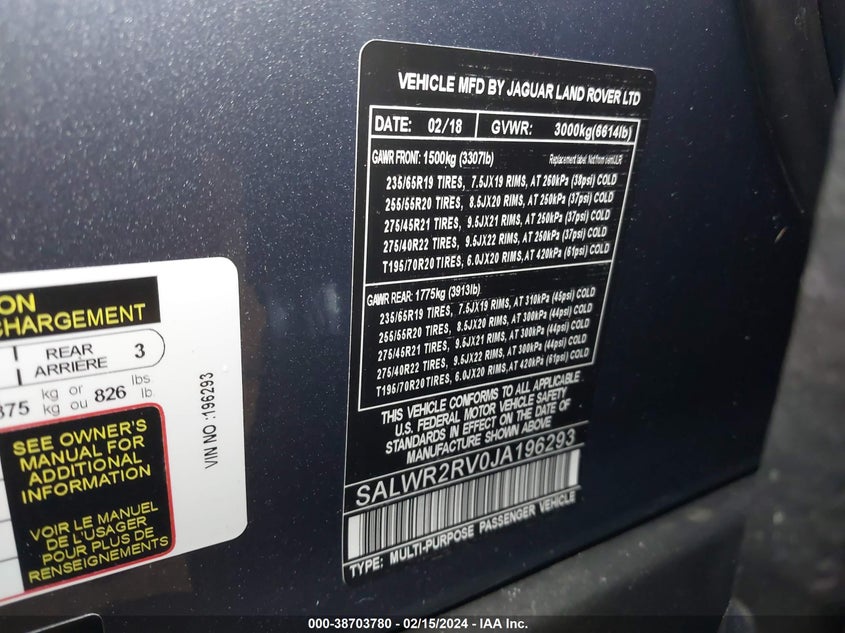 VEHICLE MFD BY JAGUAR LAND ROVER LTD
DATE: 02/18 GVWR: 3000kg(6614lb)
GAWR FRONT: 1500kg (3307lb) Replacement label. Not from
235/65R19 TIRES, 7.5JX19 RIMS, AT 260kPa (38psi) COLD
255/55R20 TIRES, 8.5JX20 RIMS, AT 250kPa (37psi) COLD
275/45R21 TIRES, 9.5JX21 RIMS, AT 250kPa (37psi) COLD
275/40R22 TIRES, 9.5JX22 RIMS, AT 250kPa (37psi) COLD
T195/70R20 TIRES, 6.0JX20 RIMS, AT 420kPa (61psi) COLD
GAWR REAR: 1775kg (3913lb)
235/65R19 TIRES, 7.5JX19 RIMS, AT 310kPa (45psi) COLD
255/55R20 TIRES, 8.5JX20 RIMS, AT 300kPa (44psi) COLD
275/45R21 TIRES, 9.5JX21 RIMS, AT 300kPa (44psi) COLD
275/40R22 TIRES, 9.5JX22 RIMS, AT 300kPa (44psi) COLD
T195/70R20 TIRES, 6.0JX20 RIMS, AT 420kPa (61psi) COLD
THIS VEHICLE CONFORMS TO ALL APPLICABLE
U.S. FEDERAL MOTOR VEHICLE SAFETY
STANDARDS IN EFFECT ON THE DATE OF
MANUFACTURE SHOWN ABOVE
SALWR2RV0JA196293
TYPE: MULTI-PURPOSE PASSENGER VEHICLE
ON
CHARGEMENT
REAR
ARRIÈRE 3
375 kg or 826 lbs
kg ou lb.
VIN NO :196293
SEE OWNER'S
MANUAL FOR
ADDITIONAL
INFORMATION
VOIR LE MANUEL
DE L'USAGER
POUR PLUS DE
RENSEIGNEMENTS
000-38703780 - 02/15/2024 - IAA Inc.